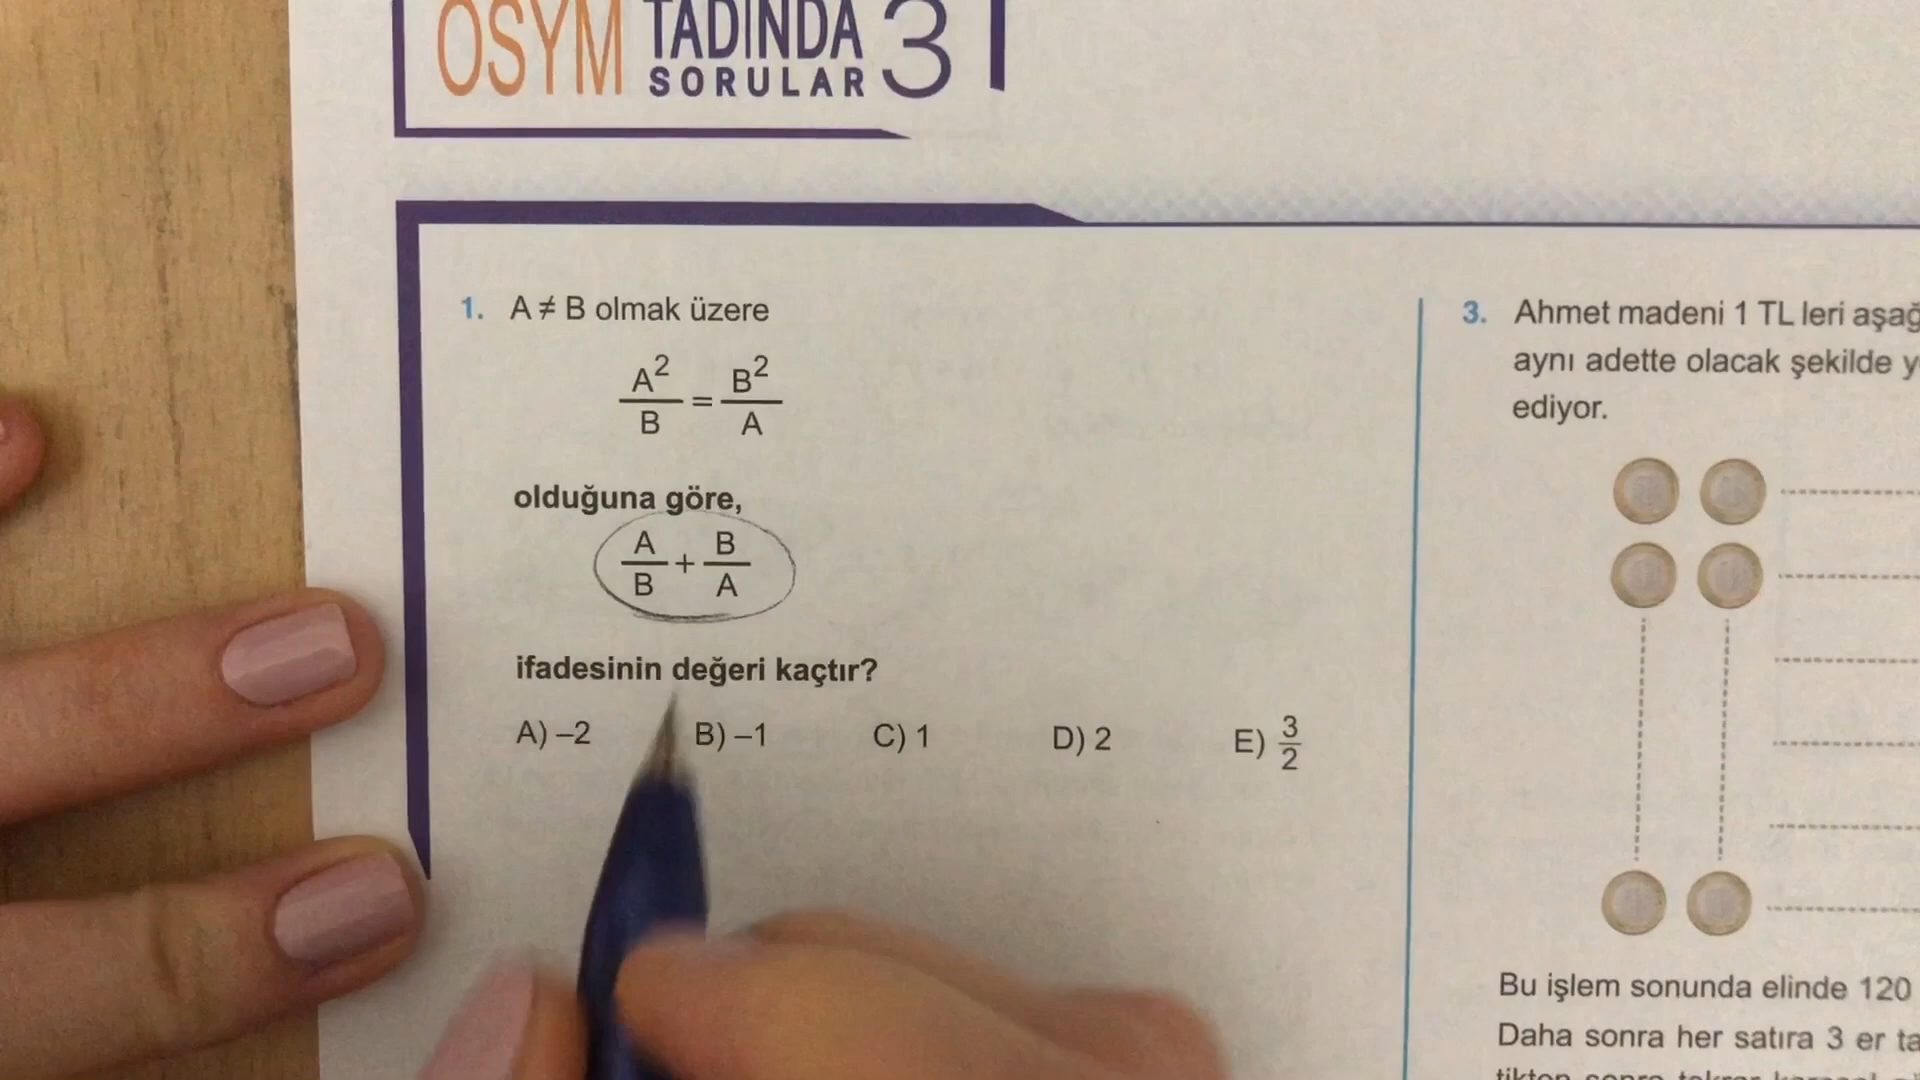 ÖSYM TADINDA SORULAR 3
1. A ≠ B olmak üzere
A²/B = B²/A
olduğuna göre,
A/B + B/A
ifadesinin değeri kaçtır?
A) –2 B) –1 C) 1 D) 2 E) 3/2
3. Ahmet madeni 1 TL leri
aynı adette olacak şekilde
ediyor.
Bu işlem sonunda elinde 120
Daha sonra her satıra 3 er